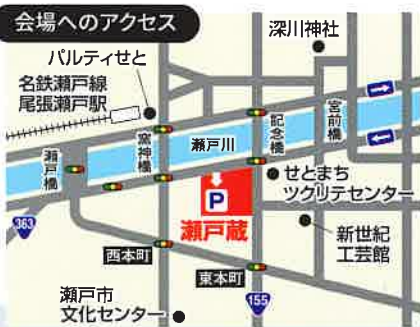 会場へのアクセス
深川神社
パルティせと
名鉄瀬戸線
尾張瀬戸駅
宮前橋
記念橋
瀬戸川
窯神橋
瀬戸橋
せとまち
ツクリテセンター
P
瀬戸蔵
363
新世紀
工芸館
西本町
東本町
155
瀬戸市
文化センター